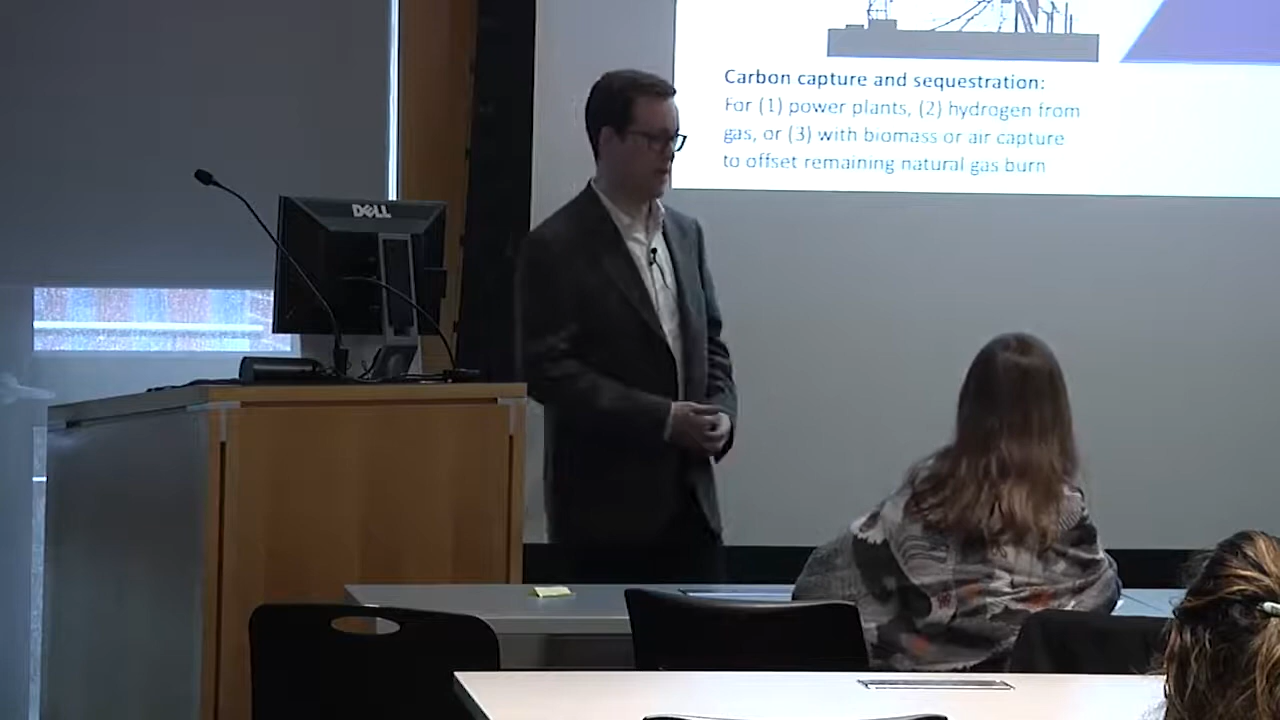 Carbon capture and sequestration:
For (1) power plants, (2) hydrogen from
gas, or (3) with biomass or air capture
to offset remaining natural gas burn
DELL